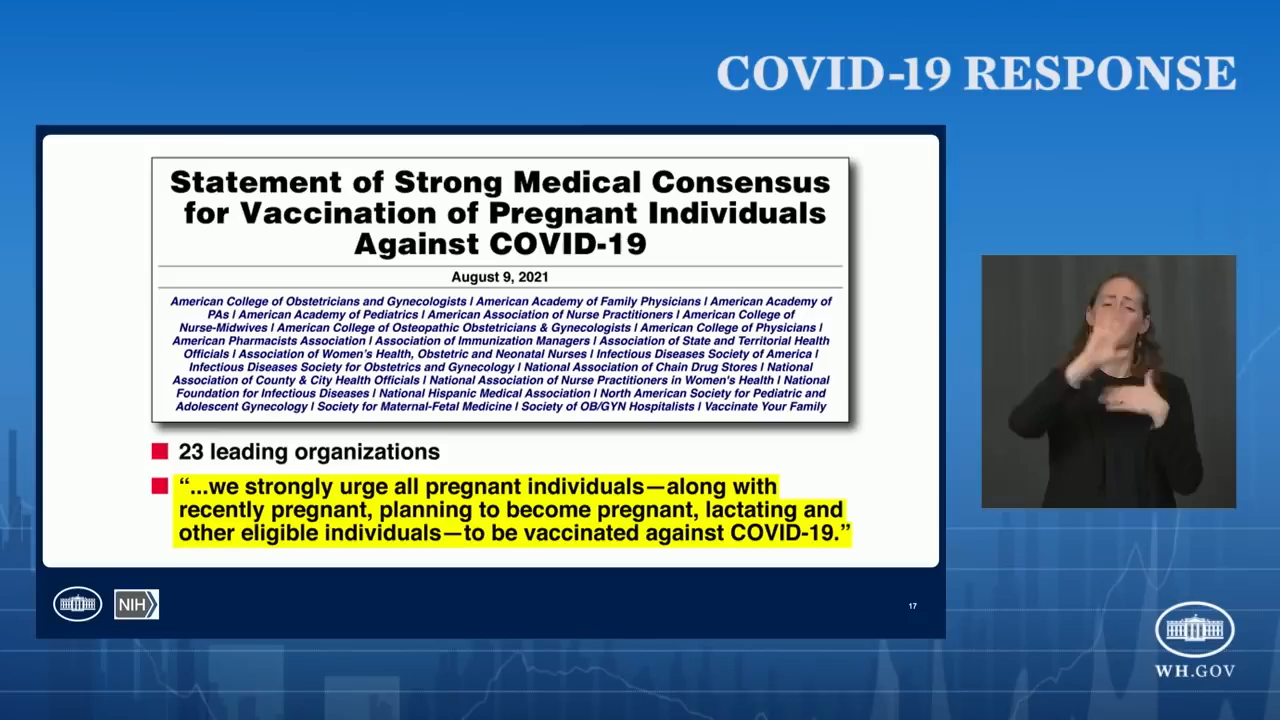 COVID-19 RESPONSE
Statement of Strong Medical Consensus
for Vaccination of Pregnant Individuals
Against COVID-19
August 9, 2021
American College of Obstetricians and Gynecologists I American Academy of Family Physicians I American Academy of
PAs I American Academy of Pediatrics I American Association of Nurse Practitioners I American College of
Nurse-Midwives I American College of Osteopathic Obstetricians & Gynecologists I American College of Physicians I
American Pharmacists Association I Association of Immunization Managers I Association of State and Territorial Health
Officials I Association of Women's Health, Obstetric and Neonatal Nurses I Infectious Diseases Society of America I
Infectious Diseases Society for Obstetrics and Gynecology I National Association of Chain Drug Stores I National
Association of County & City Health Officials I National Association of Nurse Practitioners in Women's Health I National
Foundation for Infectious Diseases I National Hispanic Medical Association I North American Society for Pediatric and
Adolescent Gynecology I Society for Maternal-Fetal Medicine I Society of OB/GYN Hospitalists I Vaccinate Your Family
23 leading organizations
“...we strongly urge all pregnant individuals—along with
recently pregnant, planning to become pregnant, lactating and
other eligible individuals—to be vaccinated against COVID-19.”
NIH
17
WH.GOV